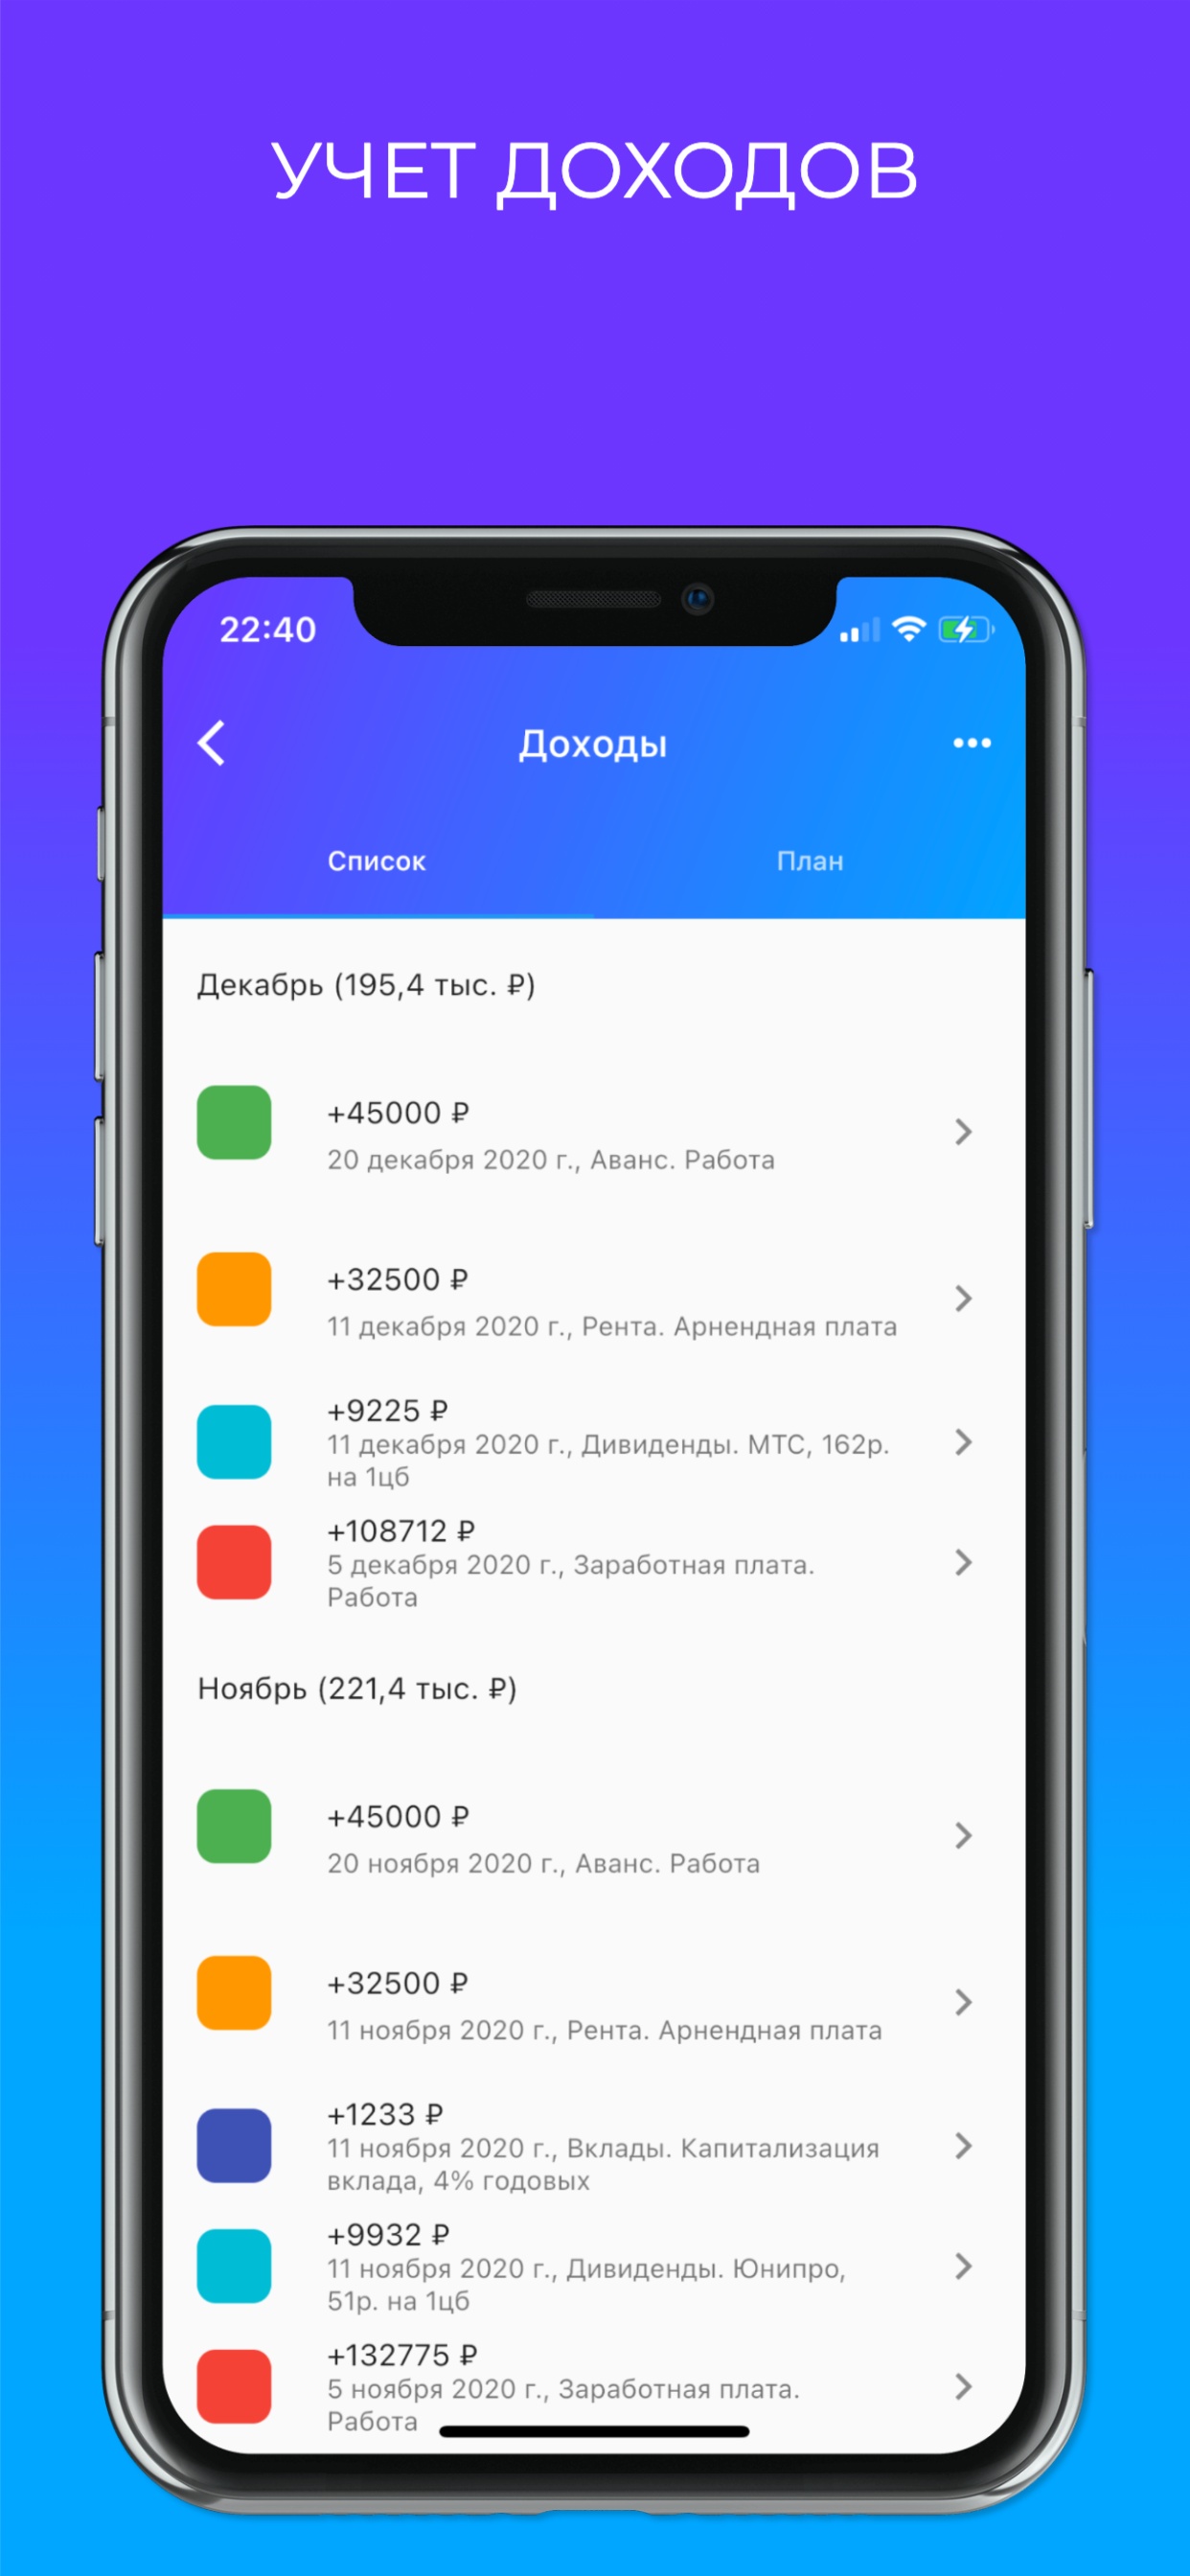 УЧЕТ ДОХОДОВ
22:40
Доходы
Список
План
Декабрь (195,4 тыс. ₽)
+45000 ₽
20 декабря 2020 г., Аванс. Работа
+32500 ₽
11 декабря 2020 г., Рента. Арнендная плата
+9225 ₽
11 декабря 2020 г., Дивиденды. МТС, 162р.
на 1цб
+108712 ₽
5 декабря 2020 г., Заработная плата.
Работа
Ноябрь (221,4 тыс. ₽)
+45000 ₽
20 ноября 2020 г., Аванс. Работа
+32500 ₽
11 ноября 2020 г., Рента. Арнендная плата
+1233 ₽
11 ноября 2020 г., Вклады. Капитализация
вклада, 4% годовых
+9932 ₽
11 ноября 2020 г., Дивиденды. Юнипро,
51р. на 1цб
+132775 ₽
5 ноября 2020 г., Заработная плата.
Работа